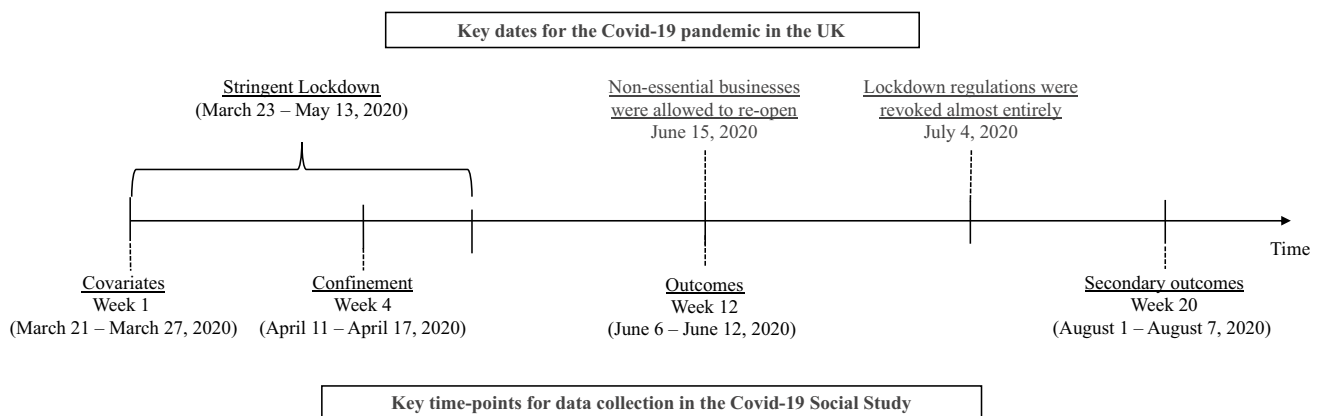 Key dates for the Covid-19 pandemic in the UK
Stringent Lockdown
(March 23 – May 13, 2020)
Non-essential businesses
were allowed to re-open
June 15, 2020
Lockdown regulations were
revoked almost entirely
July 4, 2020
Time
Covariates
Week 1
(March 21 – March 27, 2020)
Confinement
Week 4
(April 11 – April 17, 2020)
Outcomes
Week 12
(June 6 – June 12, 2020)
Secondary outcomes
Week 20
(August 1 – August 7, 2020)
Key time-points for data collection in the Covid-19 Social Study